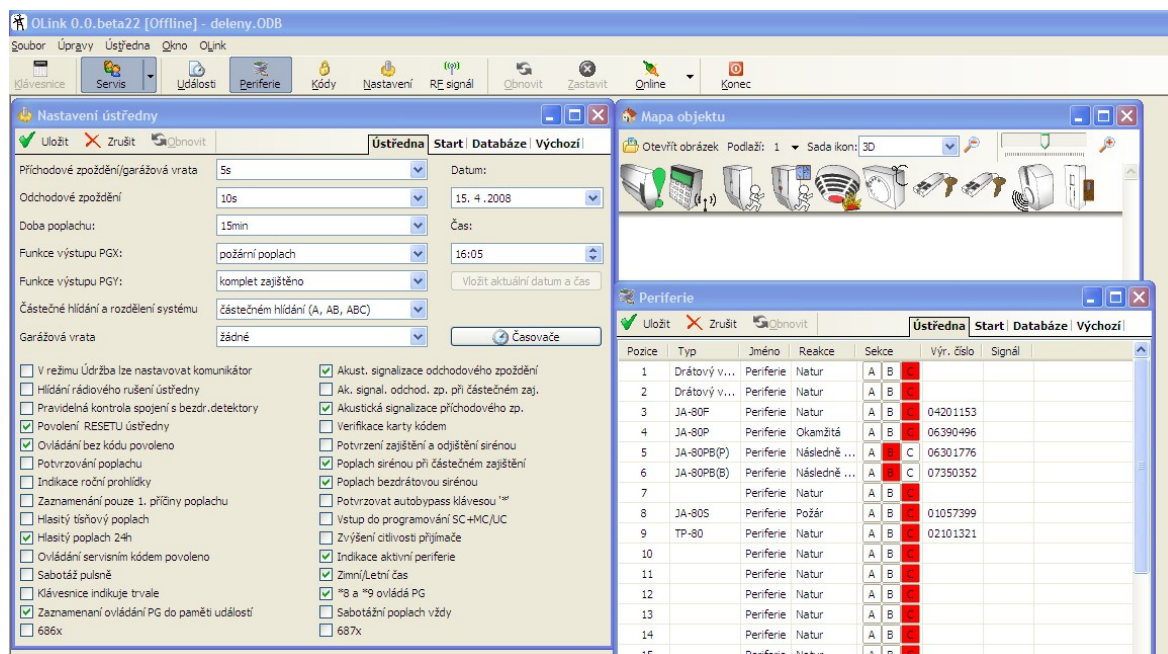 OLink 0.0.beta22 [Offline] - deleny.ODB
Soubor Úpravy Ústředna Okno OLink
Klávesnice Servis Události Periferie Kódy Nastavení RF signál Obnovit Zastavit Online Konec
Nastavení ústředny
Uložit Zrušit Obnovit Ústředna Start Databáze Výchozí
Příchodové zpoždění/garážová vrata 5s Datum:
Odchodové zpoždění 10s 15. 4 .2008
Doba poplachu: 15min Čas:
Funkce výstupu PGX: požární poplach 16:05
Funkce výstupu PGY: komplet zajištěno Vložit aktuální datum a čas
Částečné hlídání a rozdělení systému částečném hlídání (A, AB, ABC)
Garážová vrata žádné Časovače
V režimu Údržba lze nastavovat komunikátor
Hlídání rádiového rušení ústředny
Pravidelná kontrola spojení s bezdr.detektory
Povolení RESETU ústředny
Ovládání bez kódu povoleno
Potvrzování poplachu
Indikace roční prohlídky
Zaznamenání pouze 1. příčiny poplachu
Hlasitý tísňový poplach
Hlasitý poplach 24h
Ovládání servisním kódem povoleno
Sabotáž pulsně
Klávesnice indikuje trvale
Zaznamenaní ovládání PG do paměti událostí
686x
Akust. signalizace odchodového zpoždění
Ak. signal. odchod. zp. při částečném zaj.
Akustická signalizace příchodového zp.
Verifikace karty kódem
Potvrzení zajištění a odjištění sirénou
Poplach sirénou při částečném zajištění
Poplach bezdrátovou sirénou
Potvrzovat autobypass klávesou '*'
Vstup do programování SC+MC/UC
Zvýšení citlivosti přijímače
Indikace aktivní periferie
Zimní/Letní čas
*8 a *9 ovládá PG
Sabotážní poplach vždy
687x
Mapa objektu
Otevřít obrázek Podlaží: 1 Sada ikon: 3D
Periferie
Uložit Zrušit Obnovit Ústředna Start Databáze Výchozí
Pozice Typ Jméno Reakce Sekce Výr. číslo Signál
1 Drátový v... Periferie Natur A B C
2 Drátový v... Periferie Natur A B C
3 JA-80F Periferie Natur A B C 04201153
4 JA-80P Periferie Okamžitá A B C 06390496
5 JA-80PB(P) Periferie Následně ... A B C 06301776
6 JA-80PB(B) Periferie Následně ... A B C 07350352
7 Periferie Natur A B C
8 JA-80S Periferie Požár A B C 01057399
9 TP-80 Periferie Natur A B C 02101321
10 Periferie Natur A B C
11 Periferie Natur A B C
12 Periferie Natur A B C
13 Periferie Natur A B C
14 Periferie Natur A B C